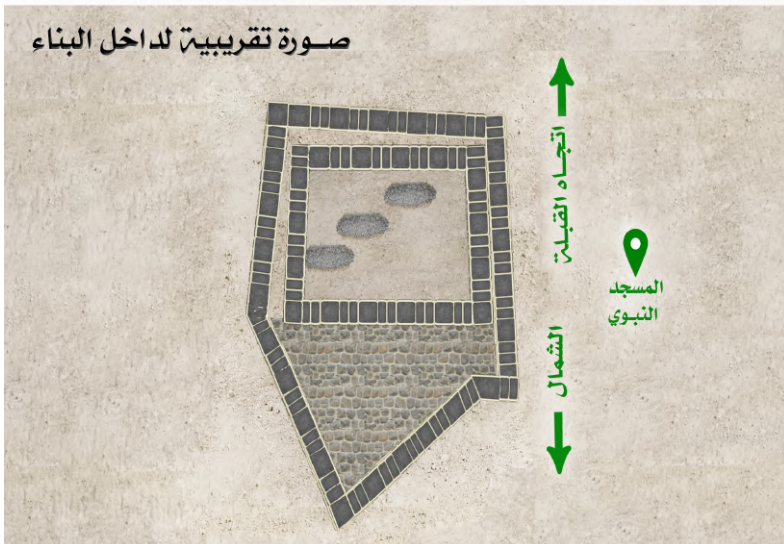 صورة تقريبية لداخل البناء
اتجاه القبلة
الشمال
المسجد
النبوي